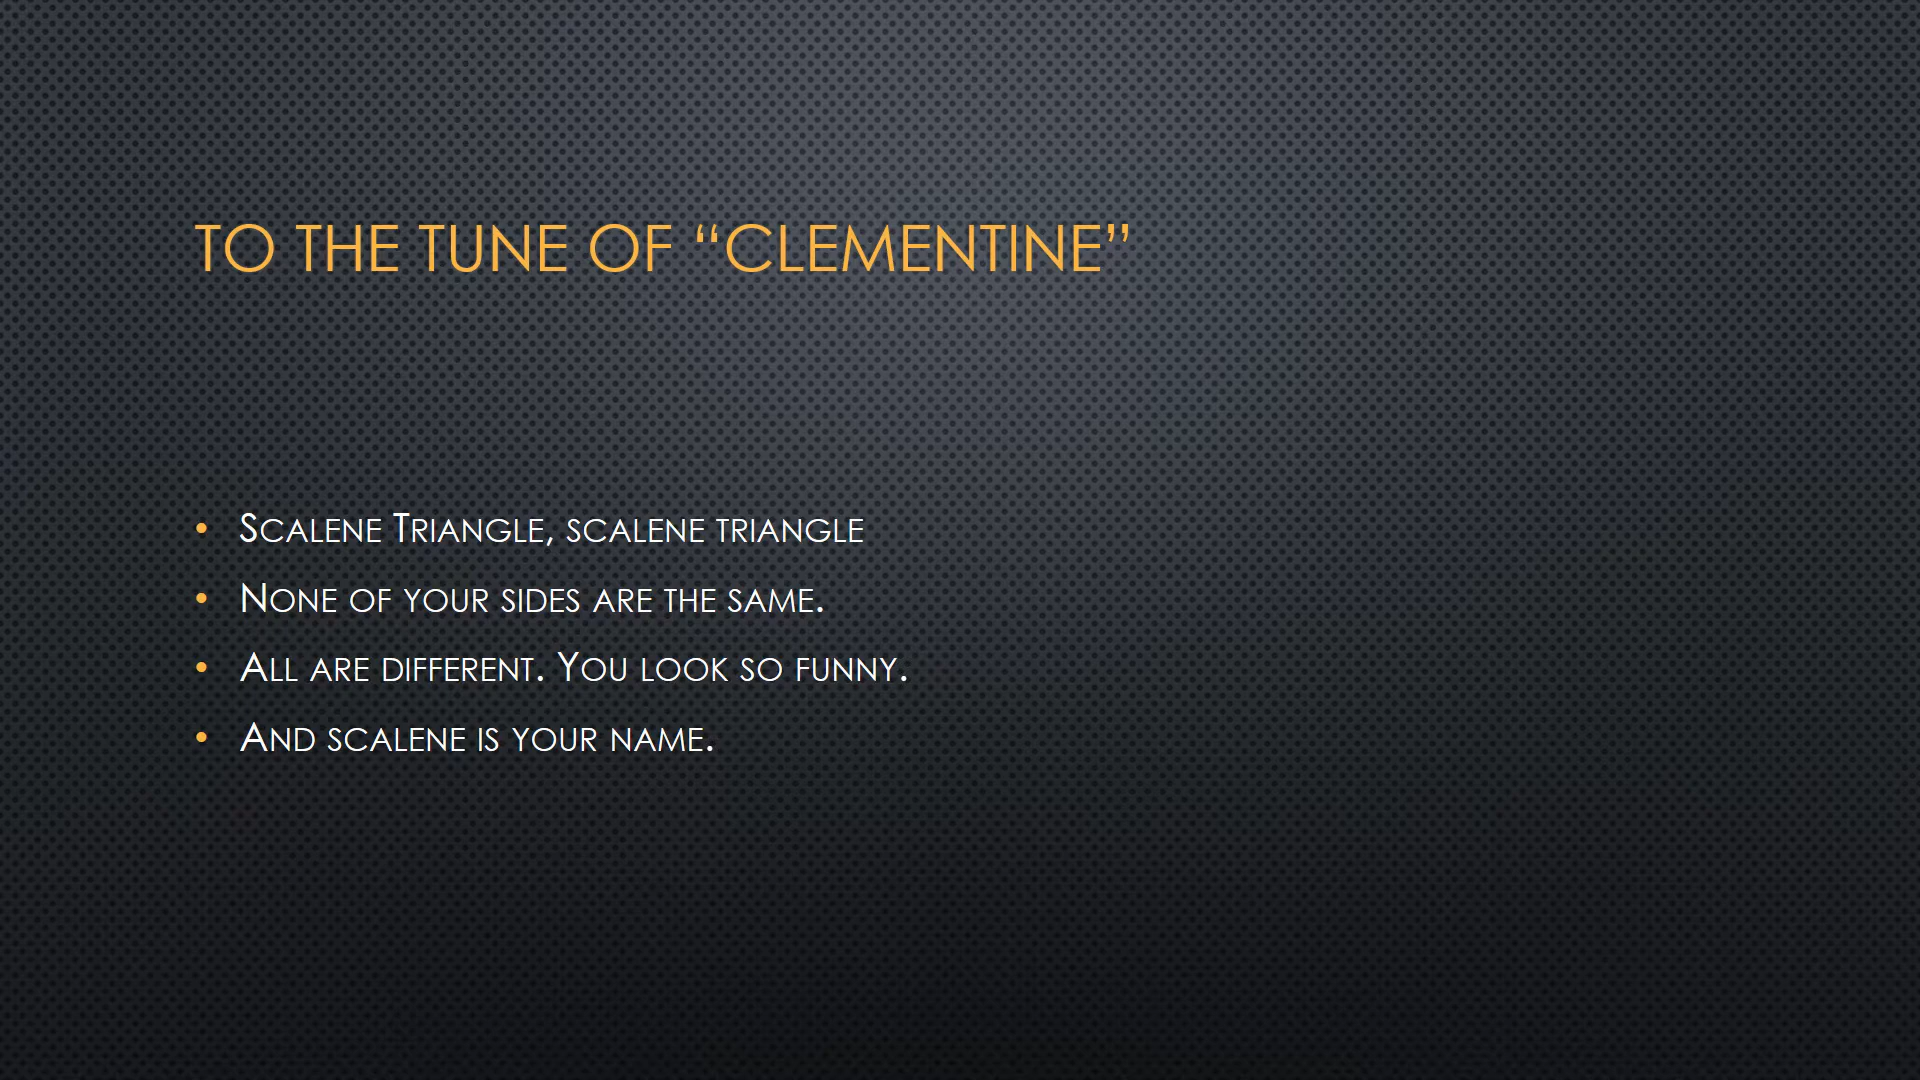 TO THE TUNE OF “CLEMENTINE”
• Scalene Triangle, scalene triangle
• None of your sides are the same.
• All are different. You look so funny.
• And scalene is your name.